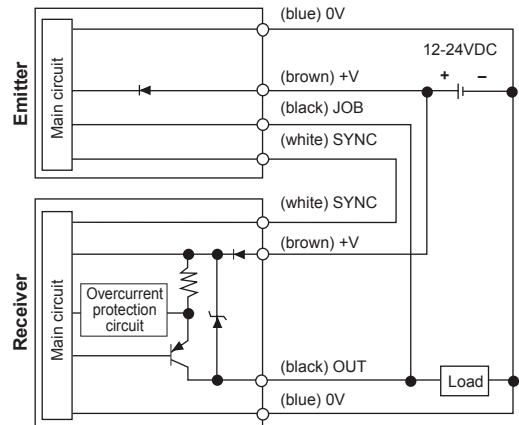 (blue) 0V
12-24VDC
+ −
Emitter
Main circuit
(brown) +V
(black) JOB
(white) SYNC
(white) SYNC
(brown) +V
Receiver
Main circuit
Overcurrent
protection
circuit
(black) OUT
Load
(blue) 0V